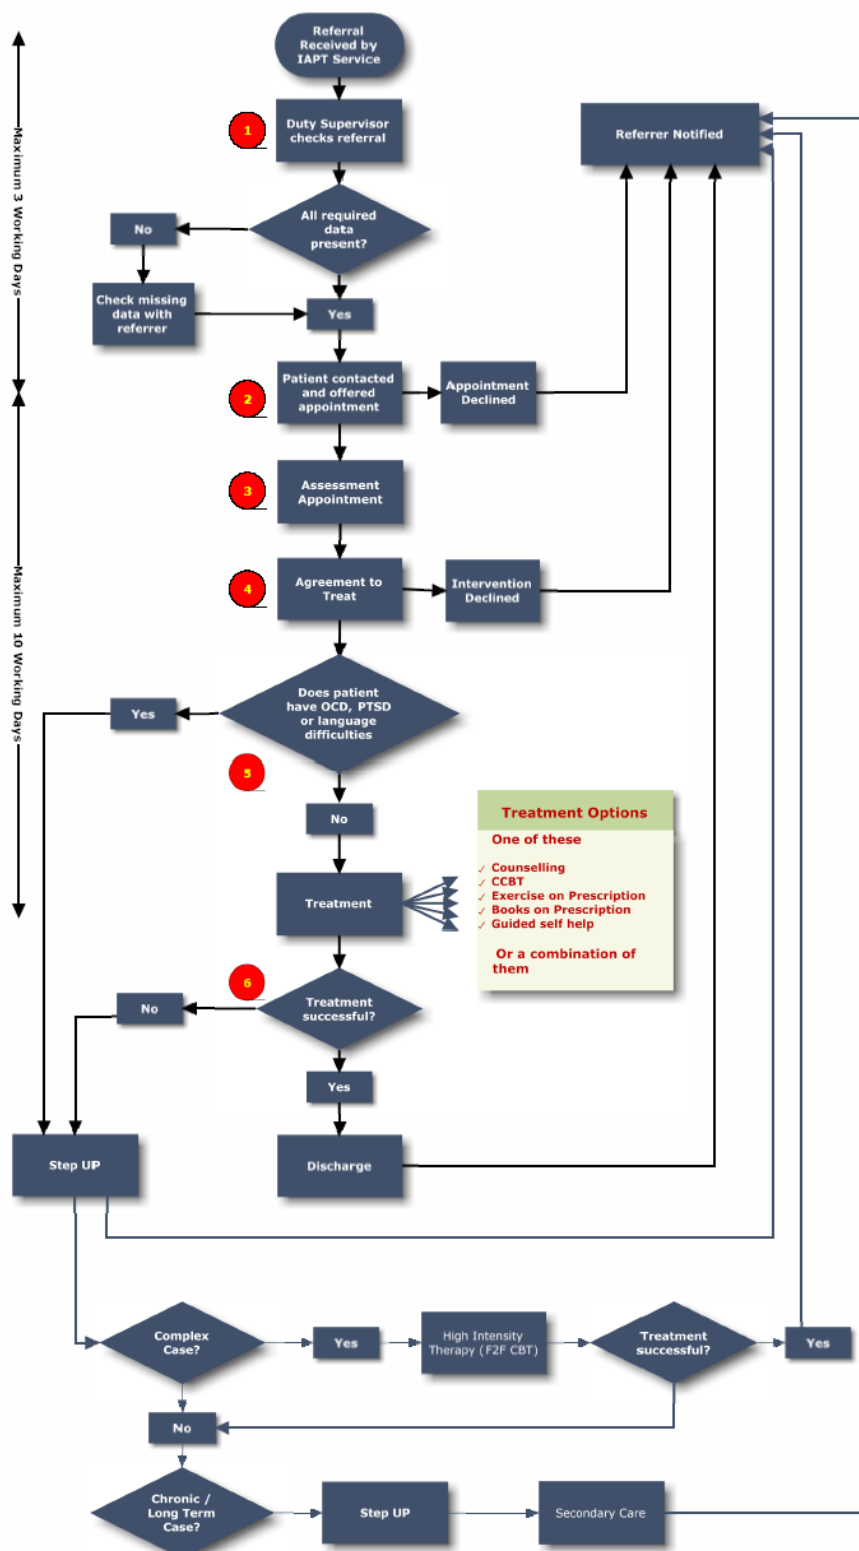 Referral
Received by
IAPT Service
Maximum 3 Working Days
1
Duty Supervisor
checks referral
Referrer Notified
All required
data
present?
No
Check missing
data with
referrer
Yes
2
Patient contacted
and offered
appointment
Appointment
Declined
Maximum 10 Working Days
3
Assessment
Appointment
4
Agreement to
Treat
Intervention
Declined
Does patient
have OCD, PTSD
or language
difficulties
Yes
5
No
Treatment
Treatment Options
One of these
✓ Counselling
✓ CCBT
✓ Exercise on Prescription
✓ Books on Prescription
✓ Guided self help
Or a combination of
them
6
Treatment
successful?
No
Yes
Step UP
Discharge
Complex
Case?
Yes
High Intensity
Therapy (F2F CBT)
Treatment
successful?
Yes
No
Chronic /
Long Term
Case?
Step UP
Secondary Care